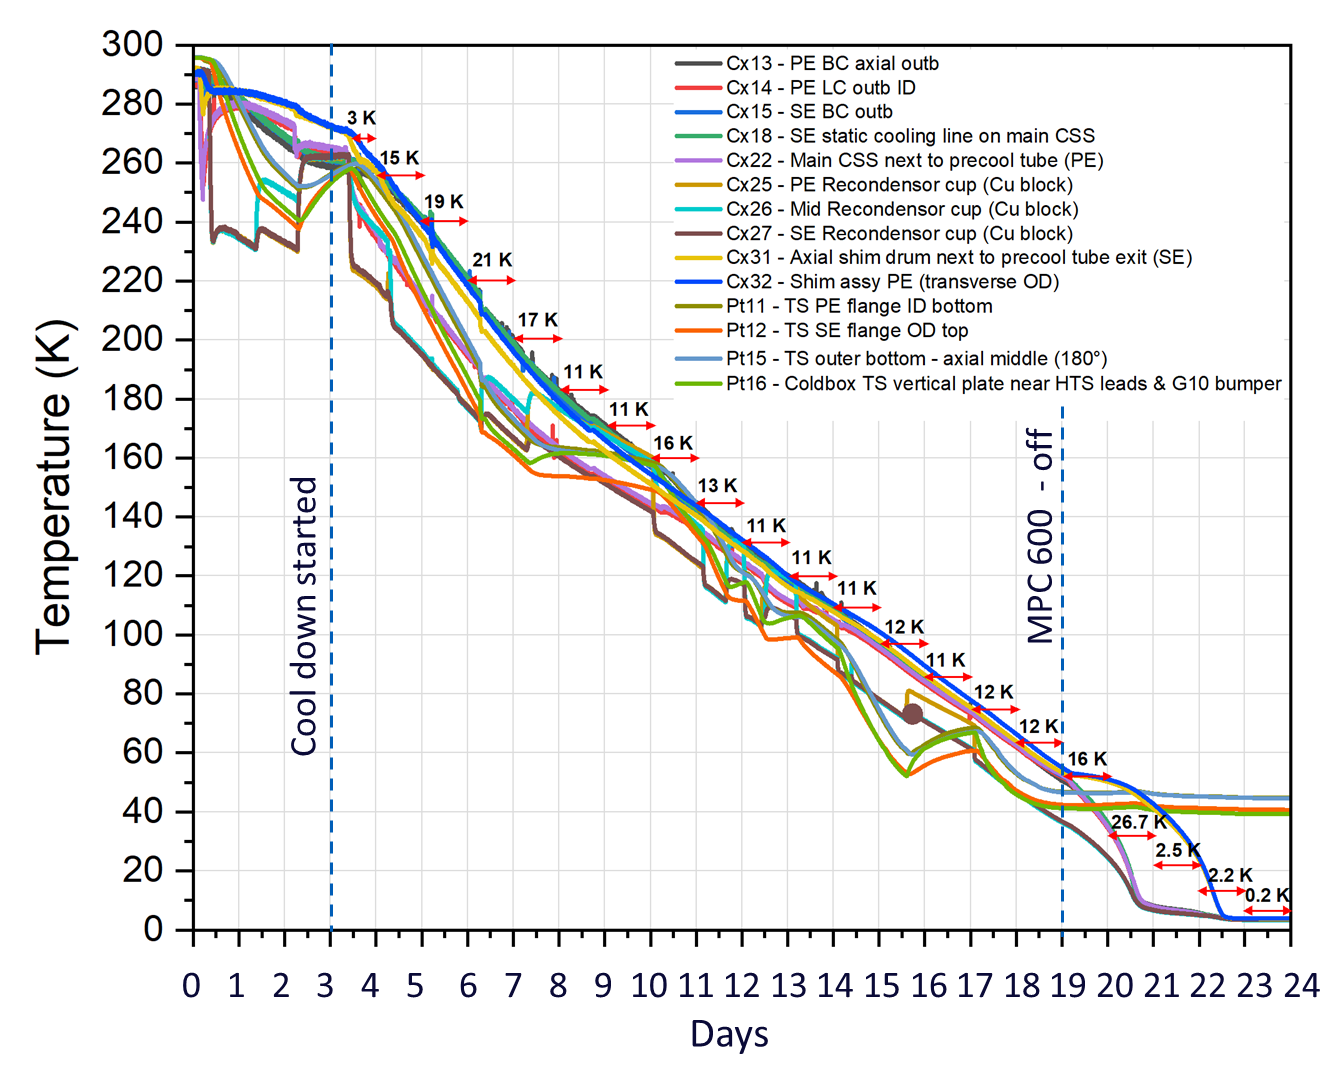 300
280
260
240
220
200
180
160
140
120
100
80
60
40
20
0
Temperature (K)
Cx13 - PE BC axial outb
Cx14 - PE LC outb ID
Cx15 - SE BC outb
Cx18 - SE static cooling line on main CSS
Cx22 - Main CSS next to precool tube (PE)
Cx25 - PE Recondensor cup (Cu block)
Cx26 - Mid Recondensor cup (Cu block)
Cx27 - SE Recondensor cup (Cu block)
Cx31 - Axial shim drum next to precool tube exit (SE)
Cx32 - Shim assy PE (transverse OD)
Pt11 - TS PE flange ID bottom
Pt12 - TS SE flange OD top
Pt15 - TS outer bottom - axial middle (180°)
Pt16 - Coldbox TS vertical plate near HTS leads & G10 bumper
3 K
15 K
19 K
21 K
17 K
11 K
11 K
16 K
13 K
11 K
11 K
11 K
12 K
11 K
12 K
12 K
16 K
26.7 K
2.5 K
2.2 K
0.2 K
Cool down started
MPC 600 - off
0 1 2 3 4 5 6 7 8 9 10 11 12 13 14 15 16 17 18 19 20 21 22 23 24
Days